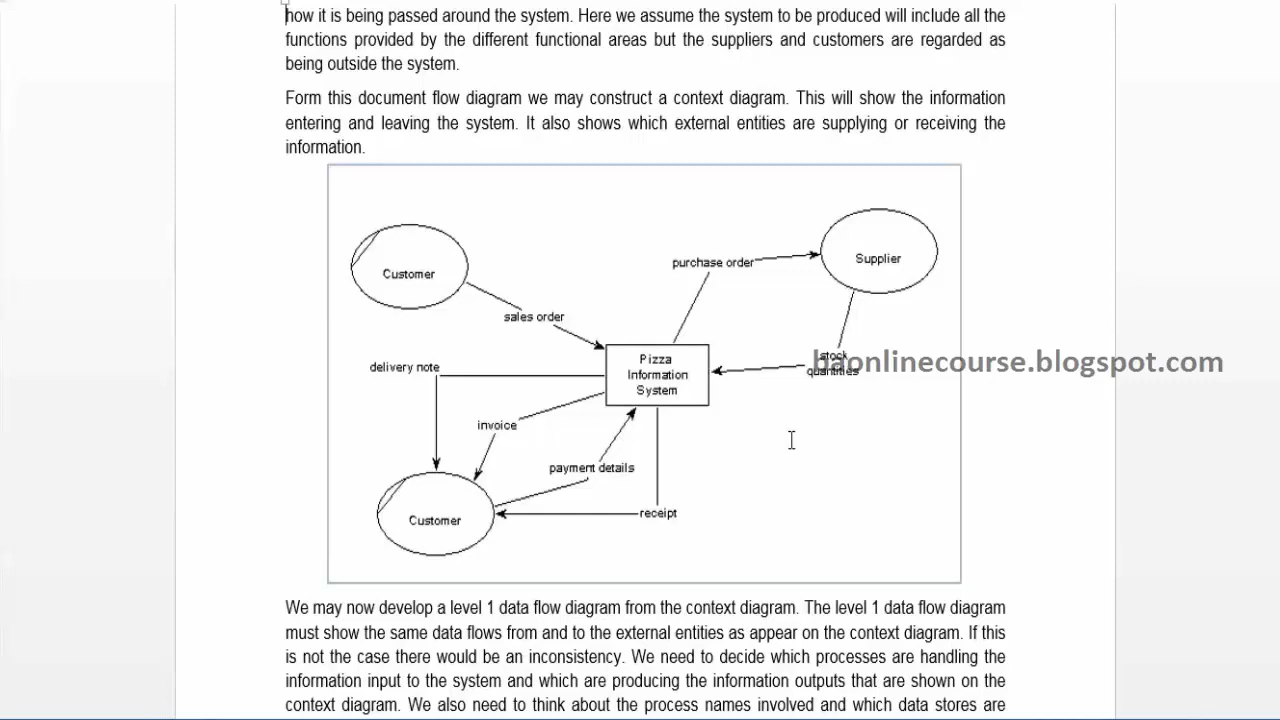 how it is being passed around the system. Here we assume the system to be produced will include all the
functions provided by the different functional areas but the suppliers and customers are regarded as
being outside the system.
Form this document flow diagram we may construct a context diagram. This will show the information
entering and leaving the system. It also shows which external entities are supplying or receiving the
information.
Customer
sales order
purchase order
Supplier
Pizza
Information
System
stock
quantities
baonlinecourse.blogspot.com
delivery note
invoice
payment details
receipt
Customer
We may now develop a level 1 data flow diagram from the context diagram. The level 1 data flow diagram
must show the same data flows from and to the external entities as appear on the context diagram. If this
is not the case there would be an inconsistency. We need to decide which processes are handling the
information input to the system and which are producing the information outputs that are shown on the
context diagram. We also need to think about the process names involved and which data stores are